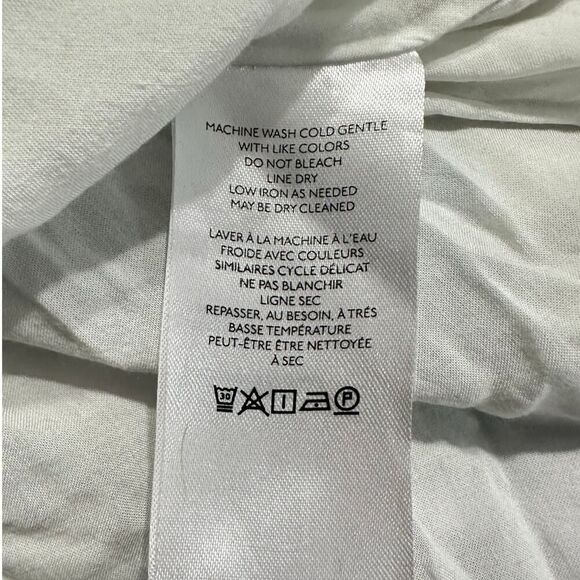 MACHINE WASH COLD GENTLE
WITH LIKE COLORS
DO NOT BLEACH
LINE DRY
LOW IRON AS NEEDED
MAY BE DRY CLEANED
LAVER À LA MACHINE À L'EAU
FROIDE AVEC COULEURS
SIMILAIRES CYCLE DÉLICAT
NE PAS BLANCHIR
LIGNE SEC
REPASSER, AU BESOIN, À TRÉS
BASSE TEMPÉRATURE
PEUT-ÊTRE ÊTRE NETTOYÉE
À SEC
30 P